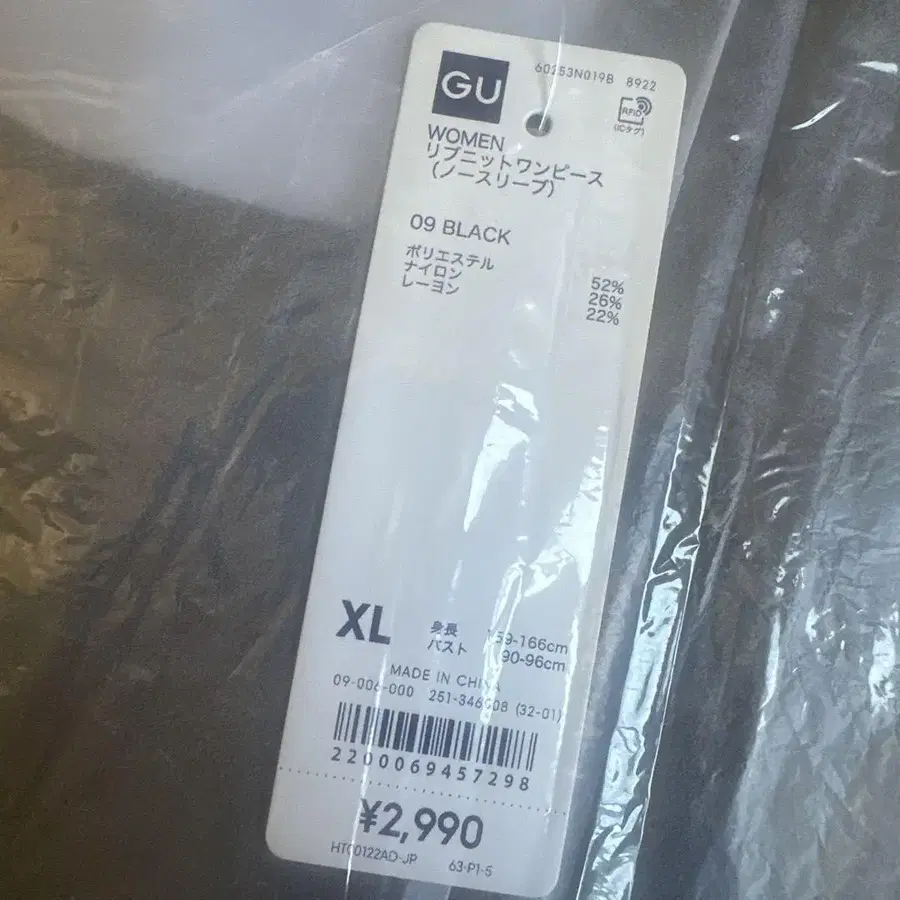 GU
60253N019B 8922
RFID
(ICタグ)
WOMEN
リブニットワンピース
(ノースリーブ)
09 BLACK
ポリエステル 52%
ナイロン 26%
レーヨン 22%
XL
身長 159-166cm
バスト 90-96cm
MADE IN CHINA
09-006-000 251-346008 (32-01)
2200069457298
¥2,990
HT00122AD-JP 63-P1-5